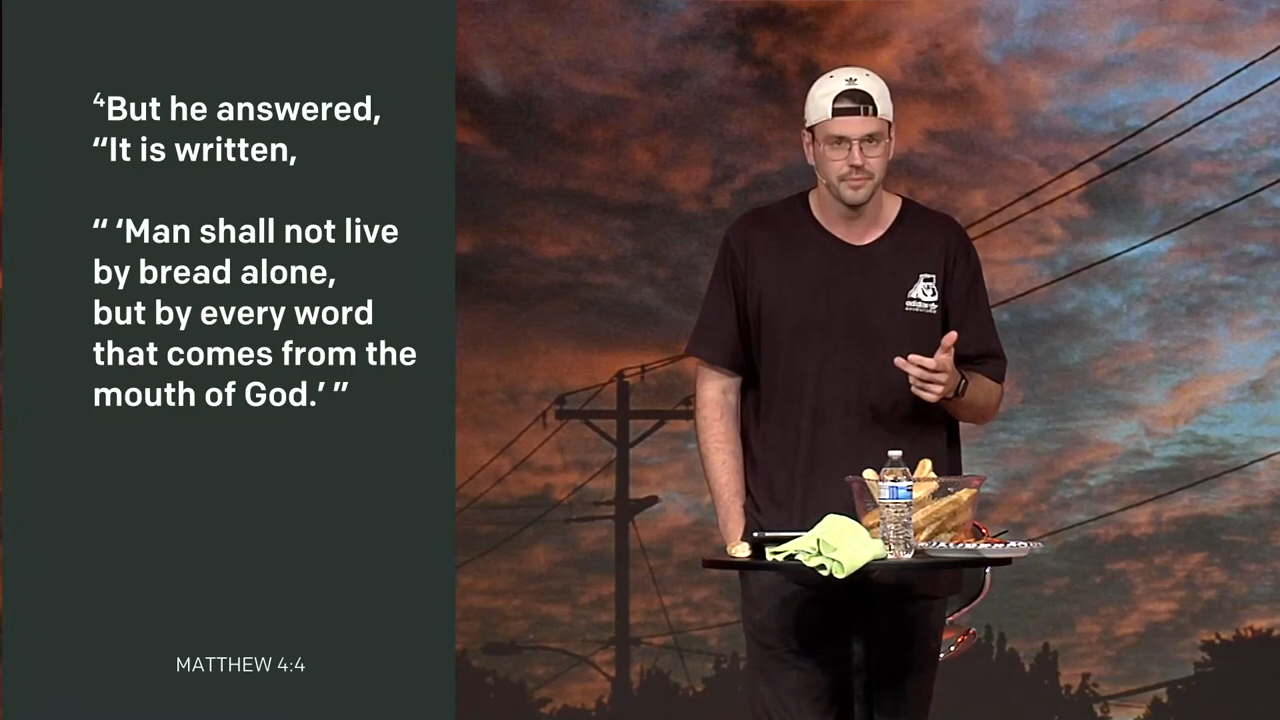 ⁴But he answered,
“It is written,
“ ‘Man shall not live
by bread alone,
but by every word
that comes from the
mouth of God.’ ”
MATTHEW 4:4